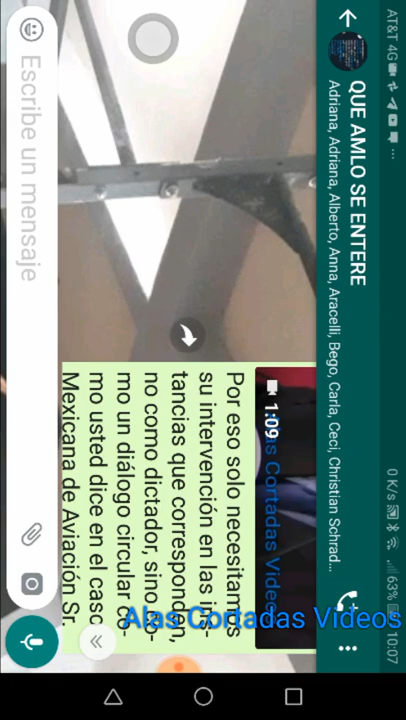 AT&T 4G ...
0 K/s 63% 10:07
QUE AMLO SE ENTERE
Adriana, Adriana, Alberto, Anna, Aracelli, Bego, Carla, Ceci, Christian Schrad...
1:09
as Cortadas Videos
Por eso solo necesitamos
su intervención en las ins-
tancias que corresponden,
no como dictador, sino co-
mo un diálogo circular co-
mo usted dice en el caso
Mexicana de Aviación Sr.
Escribe un mensaje
Alas Cortadas Videos